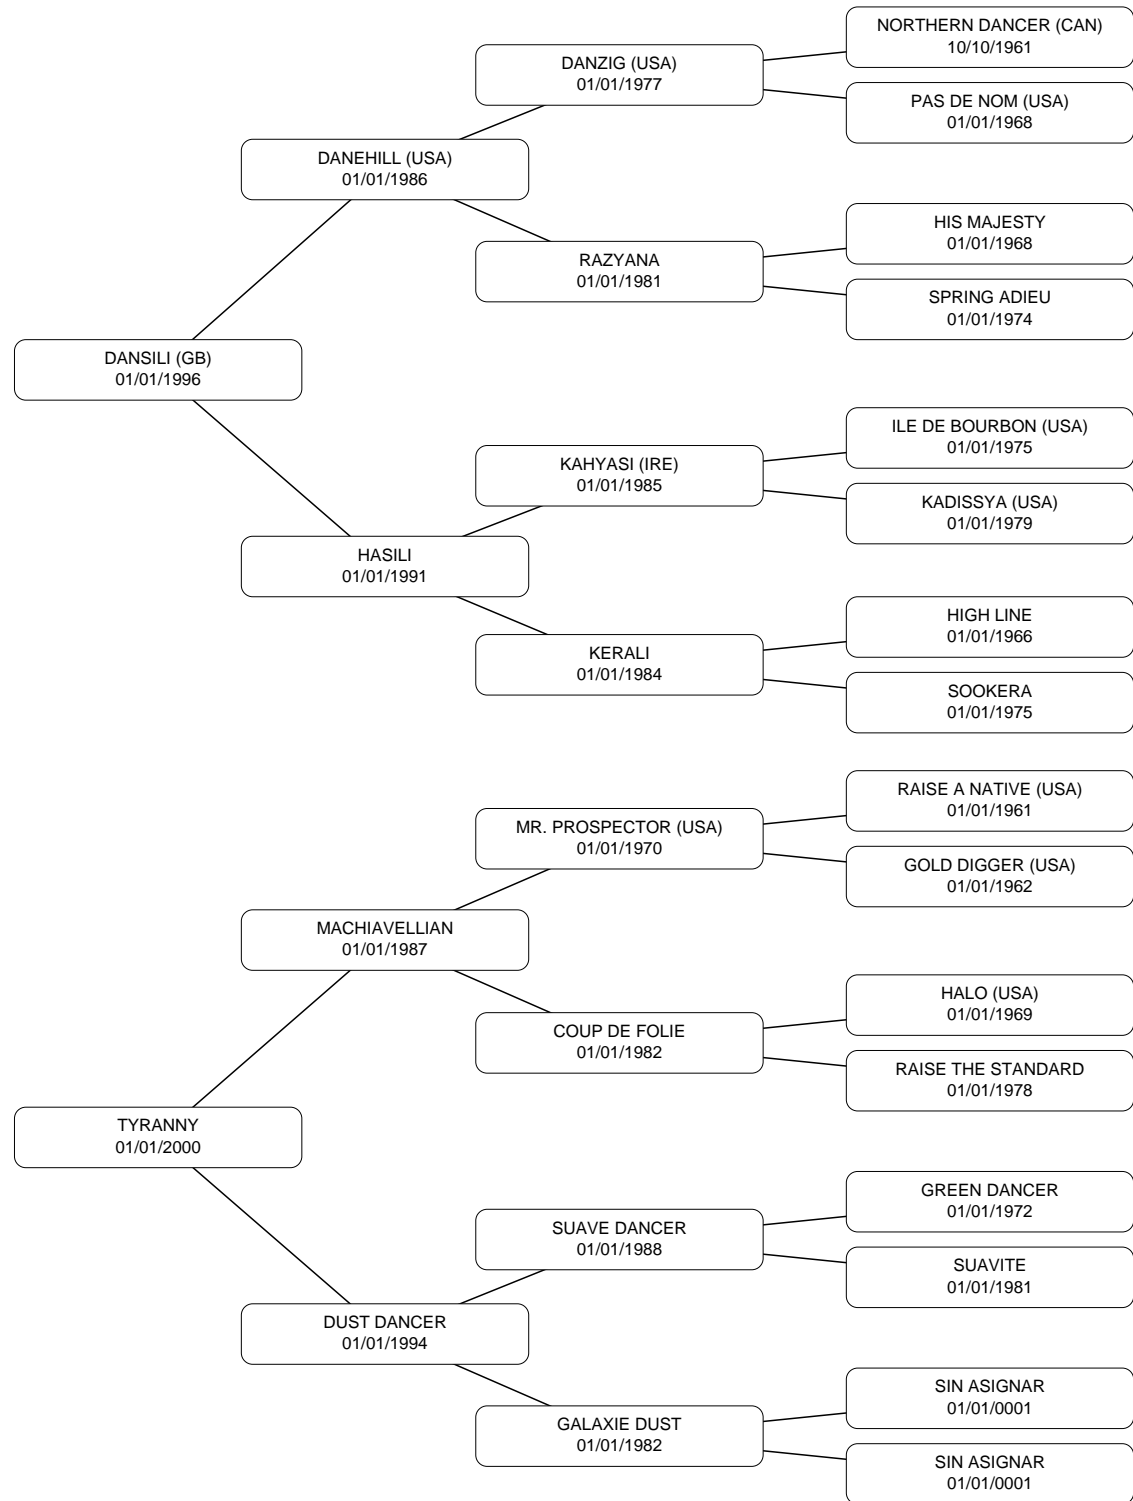 NORTHERN DANCER (CAN)
10/10/1961
DANZIG (USA)
01/01/1977
PAS DE NOM (USA)
01/01/1968
DANEHILL (USA)
01/01/1986
HIS MAJESTY
01/01/1968
RAZYANA
01/01/1981
SPRING ADIEU
01/01/1974
DANSILI (GB)
01/01/1996
ILE DE BOURBON (USA)
01/01/1975
KAHYASI (IRE)
01/01/1985
KADISSYA (USA)
01/01/1979
HASILI
01/01/1991
HIGH LINE
01/01/1966
KERALI
01/01/1984
SOOKERA
01/01/1975
RAISE A NATIVE (USA)
01/01/1961
MR. PROSPECTOR (USA)
01/01/1970
GOLD DIGGER (USA)
01/01/1962
MACHIAVELLIAN
01/01/1987
HALO (USA)
01/01/1969
COUP DE FOLIE
01/01/1982
RAISE THE STANDARD
01/01/1978
TYRANNY
01/01/2000
GREEN DANCER
01/01/1972
SUAVE DANCER
01/01/1988
SUAVITE
01/01/1981
DUST DANCER
01/01/1994
SIN ASIGNAR
01/01/0001
GALAXIE DUST
01/01/1982
SIN ASIGNAR
01/01/0001